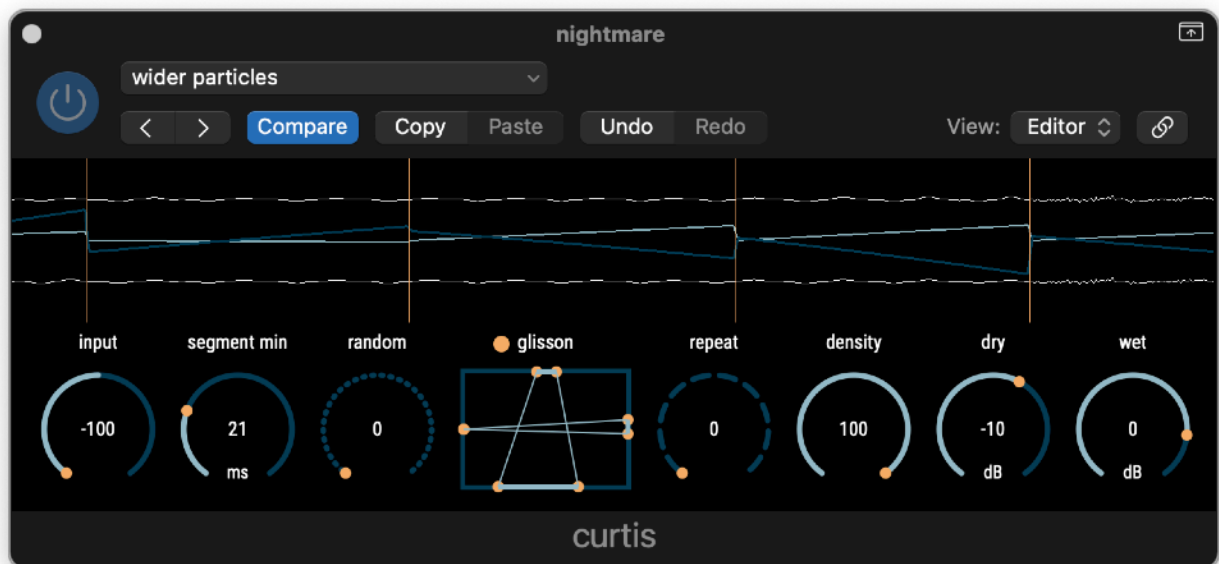 nightmare
wider particles
Compare Copy Paste Undo Redo View: Editor
input segment min random glisson repeat density dry wet
-100 21 0 0 100 -10 0
ms dB dB
curtis